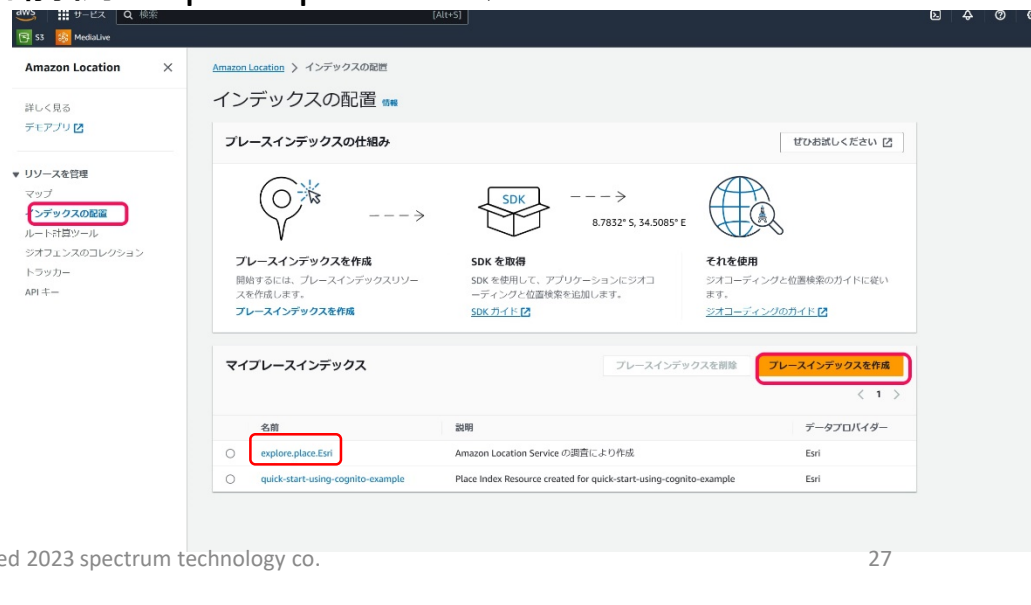 aws サービス 検索 [Alt+S]
S3 MediaLive
Amazon Location ×
Amazon Location > インデックスの配置
インデックスの配置 情報
詳しく見る
デモアプリ
プレースインデックスの仕組み
ぜひお試しください
リソースを管理
マップ
インデックスの配置
ルート計算ツール
ジオフェンスのコレクション
トラッカー
API キー
SDK
8.7832° S, 34.5085° E
プレースインデックスを作成
開始するには、プレースインデックスリソー
スを作成します。
プレースインデックスを作成
SDK を取得
SDK を使用して、アプリケーションにジオコ
ーディングと位置検索を追加します。
SDK ガイド
それを使用
ジオコーディングと位置検索のガイドに従い
ます。
ジオコーディングのガイド
マイプレースインデックス
プレースインデックスを削除
プレースインデックスを作成
< 1 >
名前 説明 データプロバイダー
explore.place.Esri Amazon Location Service の調査により作成 Esri
quick-start-using-cognito-example Place Index Resource created for quick-start-using-cognito-example Esri
ed 2023 spectrum technology co. 27